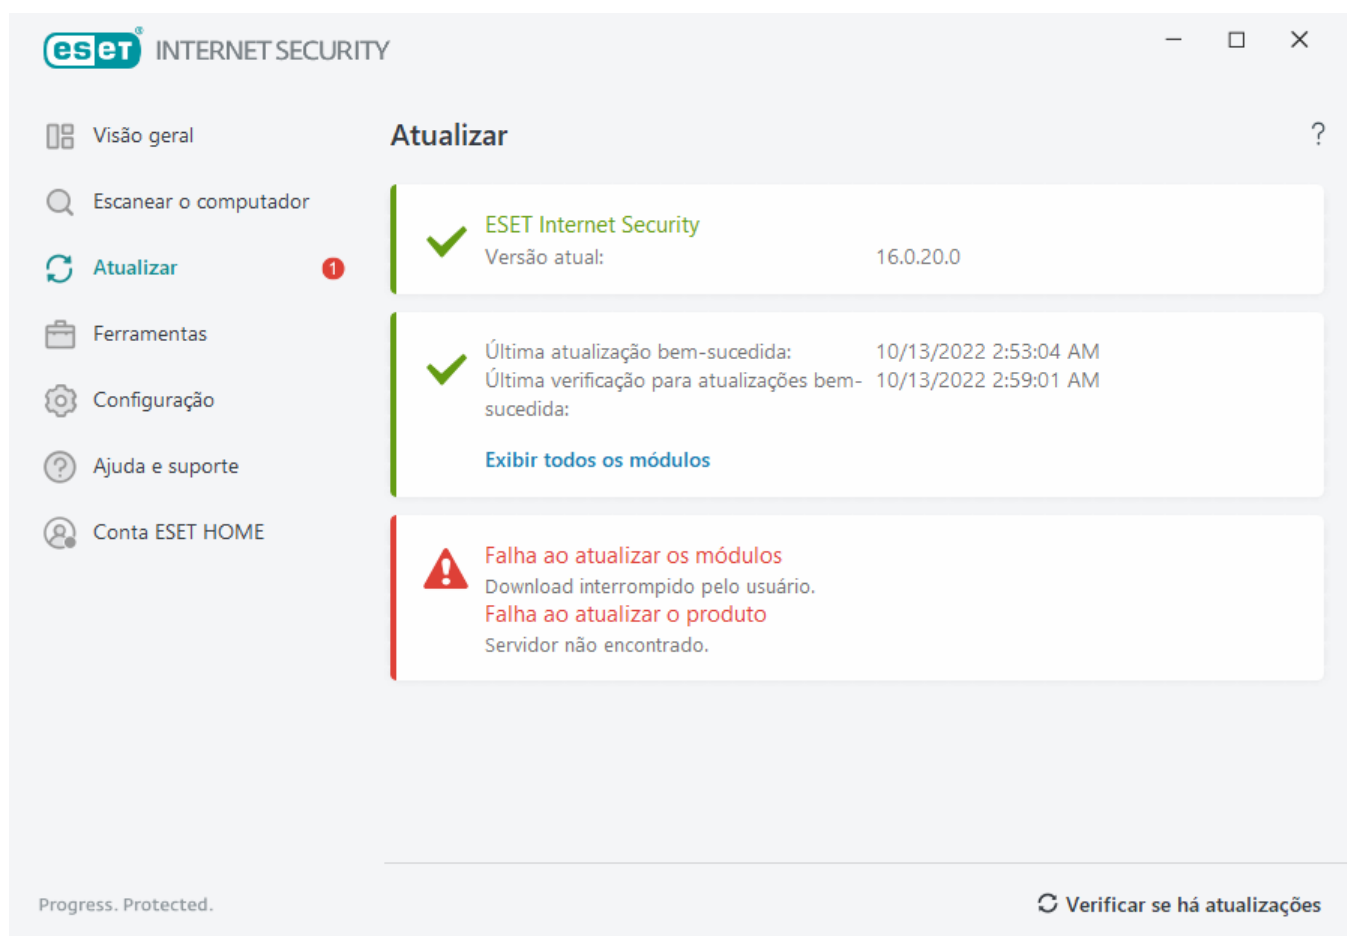 eset® INTERNET SECURITY
Visão geral
Escanear o computador
Atualizar 1
Ferramentas
Configuração
Ajuda e suporte
Conta ESET HOME
Atualizar ?
ESET Internet Security
Versão atual: 16.0.20.0
Última atualização bem-sucedida: 10/13/2022 2:53:04 AM
Última verificação para atualizações bem- 10/13/2022 2:59:01 AM
sucedida:
Exibir todos os módulos
Falha ao atualizar os módulos
Download interrompido pelo usuário.
Falha ao atualizar o produto
Servidor não encontrado.
Progress. Protected.
Verificar se há atualizações